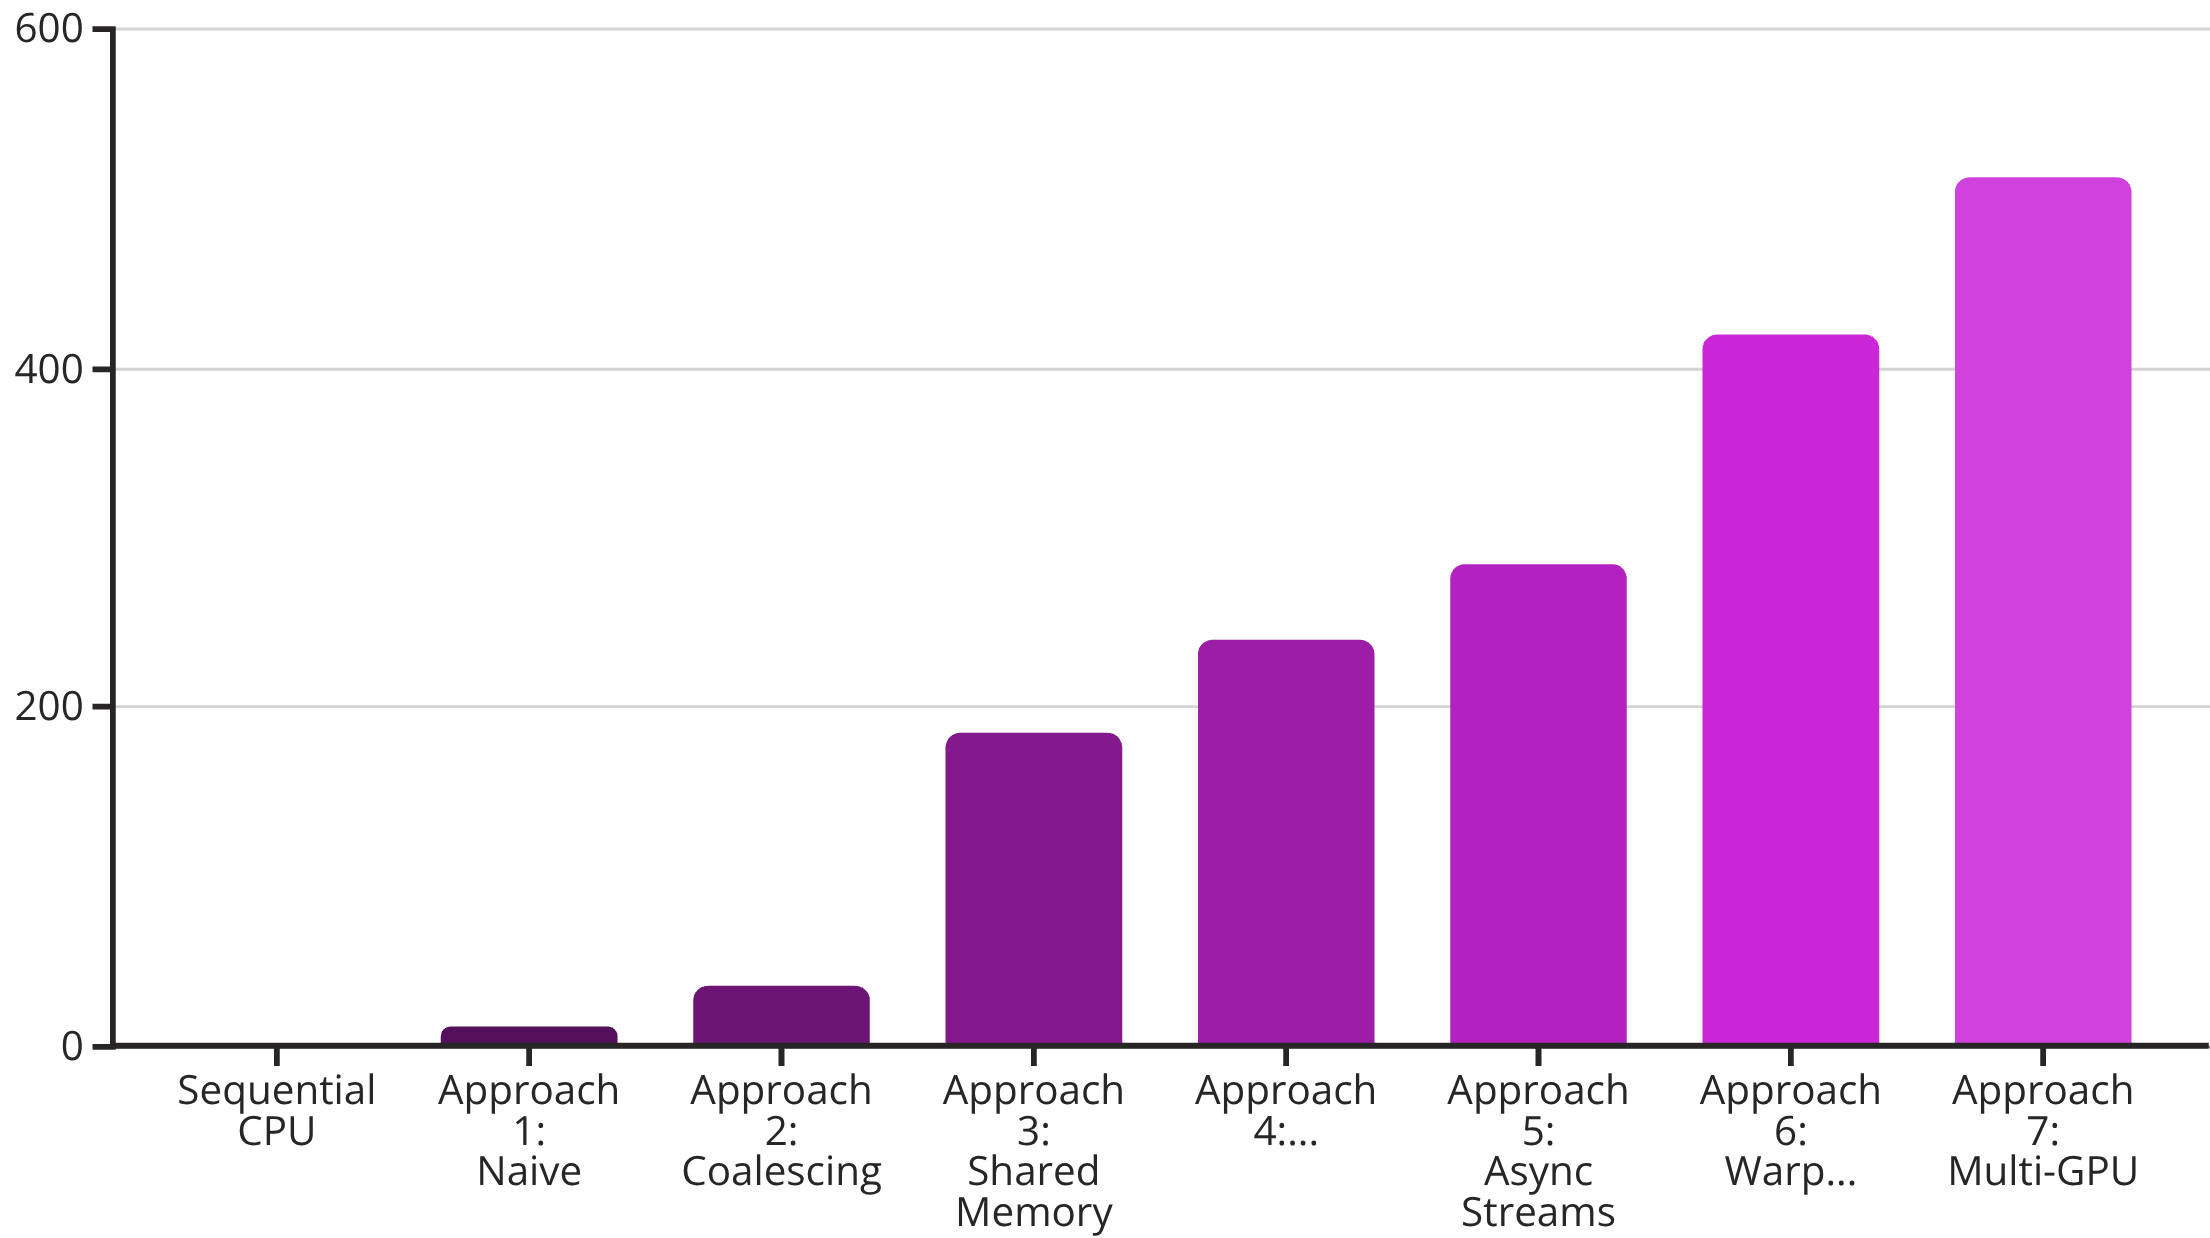 600
400
200
0
Sequential
CPU
Approach
1:
Naive
Approach
2:
Coalescing
Approach
3:
Shared
Memory
Approach
4:...
Approach
5:
Async
Streams
Approach
6:
Warp...
Approach
7:
Multi-GPU